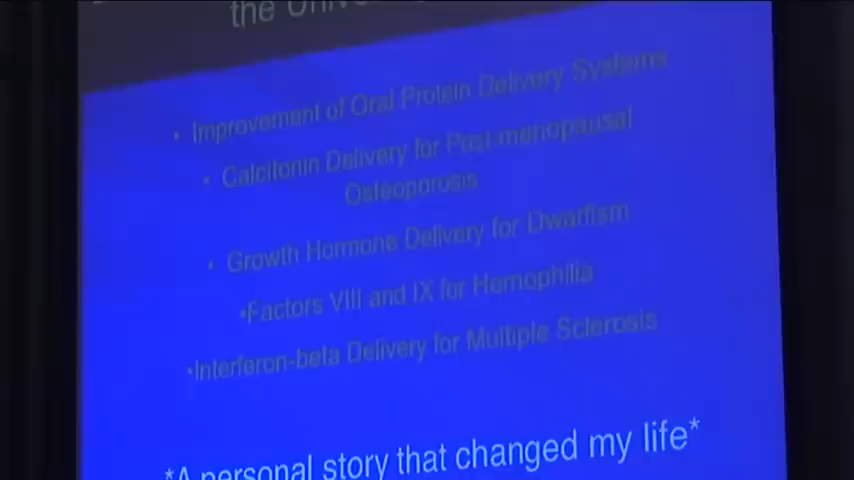 the Unive
• Improvement of Oral Protein Delivery Systems
• Calcitonin Delivery for Post-menopausal
Osteoporosis
• Growth Hormone Delivery for Dwarfism
•Factors VIII and IX for Hemophilia
•Interferon-beta Delivery for Multiple Sclerosis
*A personal story that changed my life*